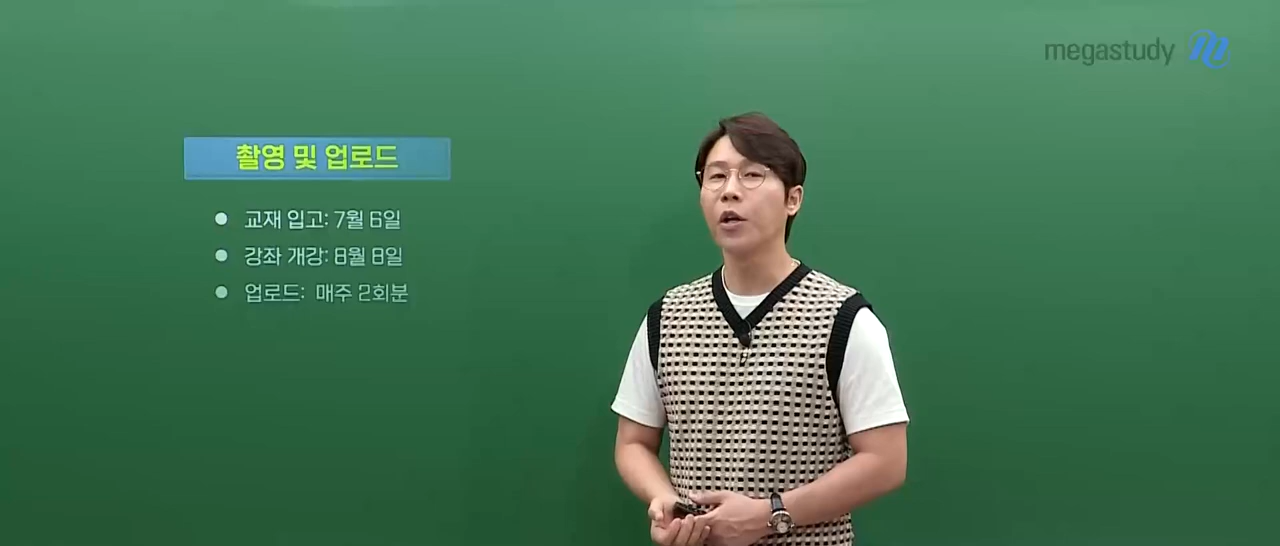 megastudy
촬영 및 업로드
교재 입고: 7월 6일
강좌 개강: 8월 8일
업로드: 매주 2회분